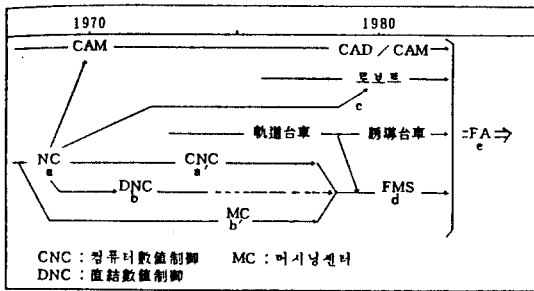 1970 1980
CAM CAD / CAM
로보트
c
軌道台車 誘導台車 FA
e
NC CNC
a a′
DNC FMS
b d
MC
b′
CNC : 컴퓨터數値制御 MC : 머시닝센터
DNC : 直結數値制御